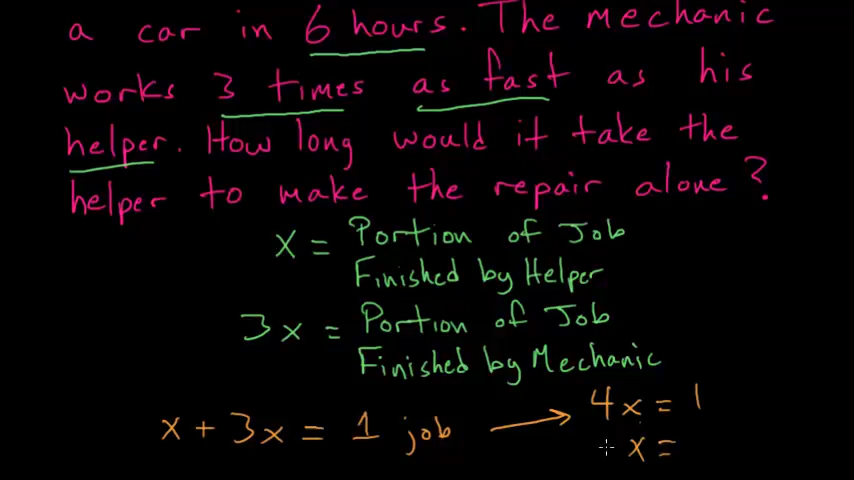 a car in 6 hours. The mechanic
works 3 times as fast as his
helper. How long would it take the
helper to make the repair alone?
x = Portion of Job
Finished by Helper
3x = Portion of Job
Finished by Mechanic
x + 3x = 1 job → 4x = 1
x =